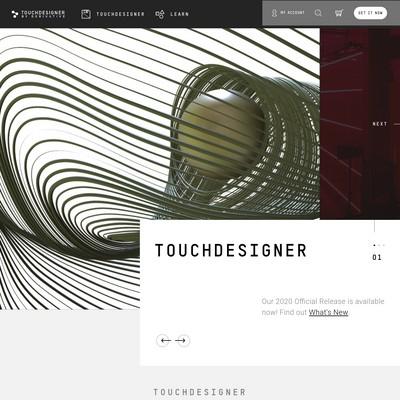 TOUCHDESIGNER
BY DERIVATIVE
TOUCHDESIGNER
LEARN
MY ACCOUNT
GET IT NOW
NEXT
TOUCHDESIGNER
01
Our 2020 Official Release is available
now! Find out What's New.
TOUCHDESIGNER